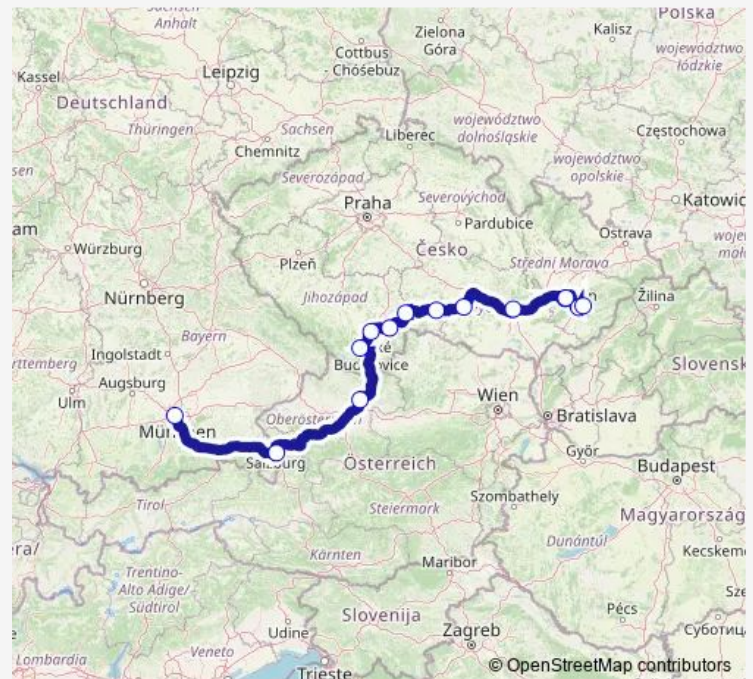 Sachsen-
Anhalt
Polska
Zielona
Góra
Kalisz
Cottbus
- Chóśebuz
województwo
łódzkie
Kassel
Leipzig
Deutschland
Thüringen
Sachsen
województwo
dolnośląskie
Częstochowa
Chemnitz
Liberec
województwo
opolskie
Severozápad
Severovýchod
Katowic
Praha
Pardubice
Würzburg
Ostrava
Plzeň
Česko
Střední Morava
Nürnberg
Jihozápad
Žilina
Bayern
Ingolstadt
Slovensk
Augsburg
Ulm
Wien
Bratislava
Salzburg
Österreich
Győr
Budapest
Tirol
Steiermark
Szombathely
Magyarország
Kärnten
Dunántúl
Kecskem
Maribor
Trentino-
Alto Adige/
Südtirol
Slovenija
Pécs
Udine
Zagreb
Lombardia
Veneto
Trieste
© OpenStreetMap contributors